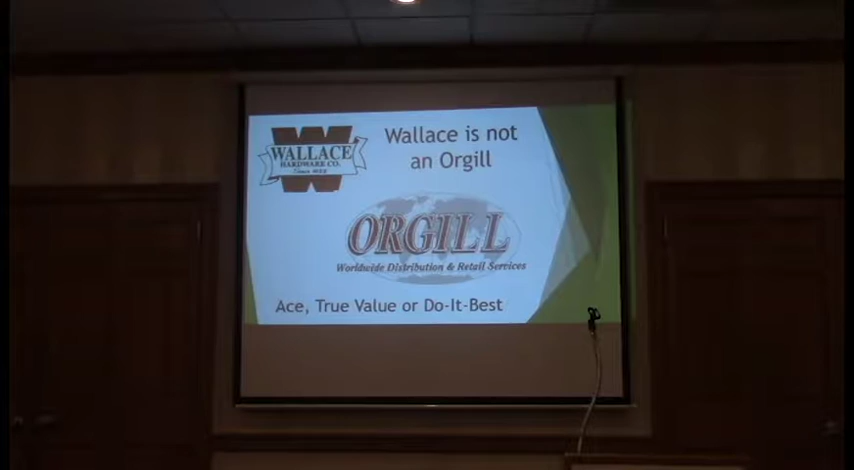 WALLACE
HARDWARE CO.
Wallace is not
an Orgill
ORGILL
Worldwide Distribution & Retail Services
Ace, True Value or Do-It-Best